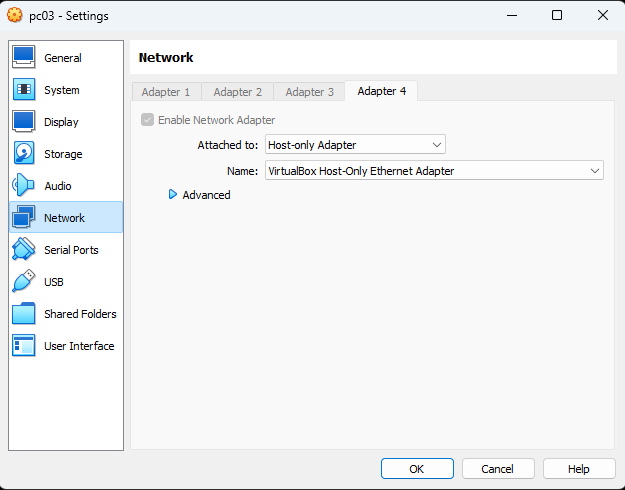 pc03 - Settings
General
System
Display
Storage
Audio
Network
Serial Ports
USB
Shared Folders
User Interface
Network
Adapter 1 Adapter 2 Adapter 3 Adapter 4
Enable Network Adapter
Attached to: Host-only Adapter
Name: VirtualBox Host-Only Ethernet Adapter
Advanced
OK Cancel Help